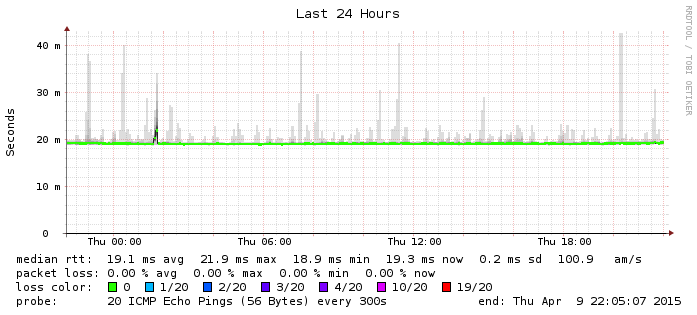 Last 24 Hours
RRDTOOL / TOBI OETIKER
Seconds
40 m
30 m
20 m
10 m
0
Thu 00:00 Thu 06:00 Thu 12:00 Thu 18:00
median rtt: 19.1 ms avg 21.9 ms max 18.9 ms min 19.3 ms now 0.2 ms sd 100.9 am/s
packet loss: 0.00 % avg 0.00 % max 0.00 % min 0.00 % now
loss color: 0 1/20 2/20 3/20 4/20 10/20 19/20
probe: 20 ICMP Echo Pings (56 Bytes) every 300s end: Thu Apr 9 22:05:07 2015